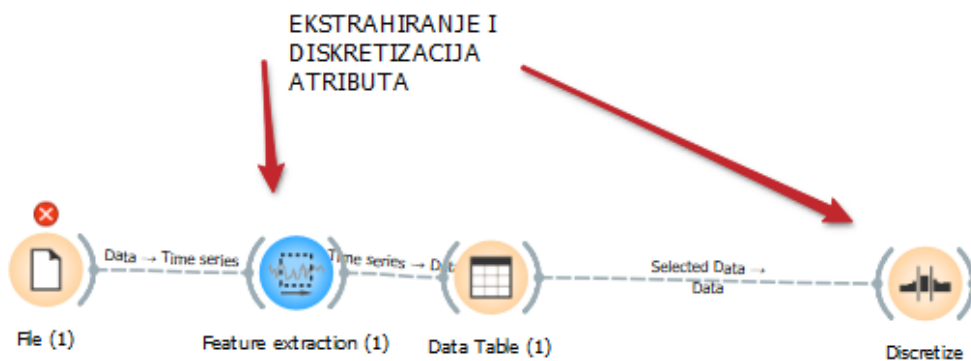 EKSTRAHIRANJE I
DISKRETIZACIJA
ATRIBUTA
Data → Time series
Time series → Dat
Selected Data →
Data
File (1)
Feature extraction (1)
Data Table (1)
Discretize